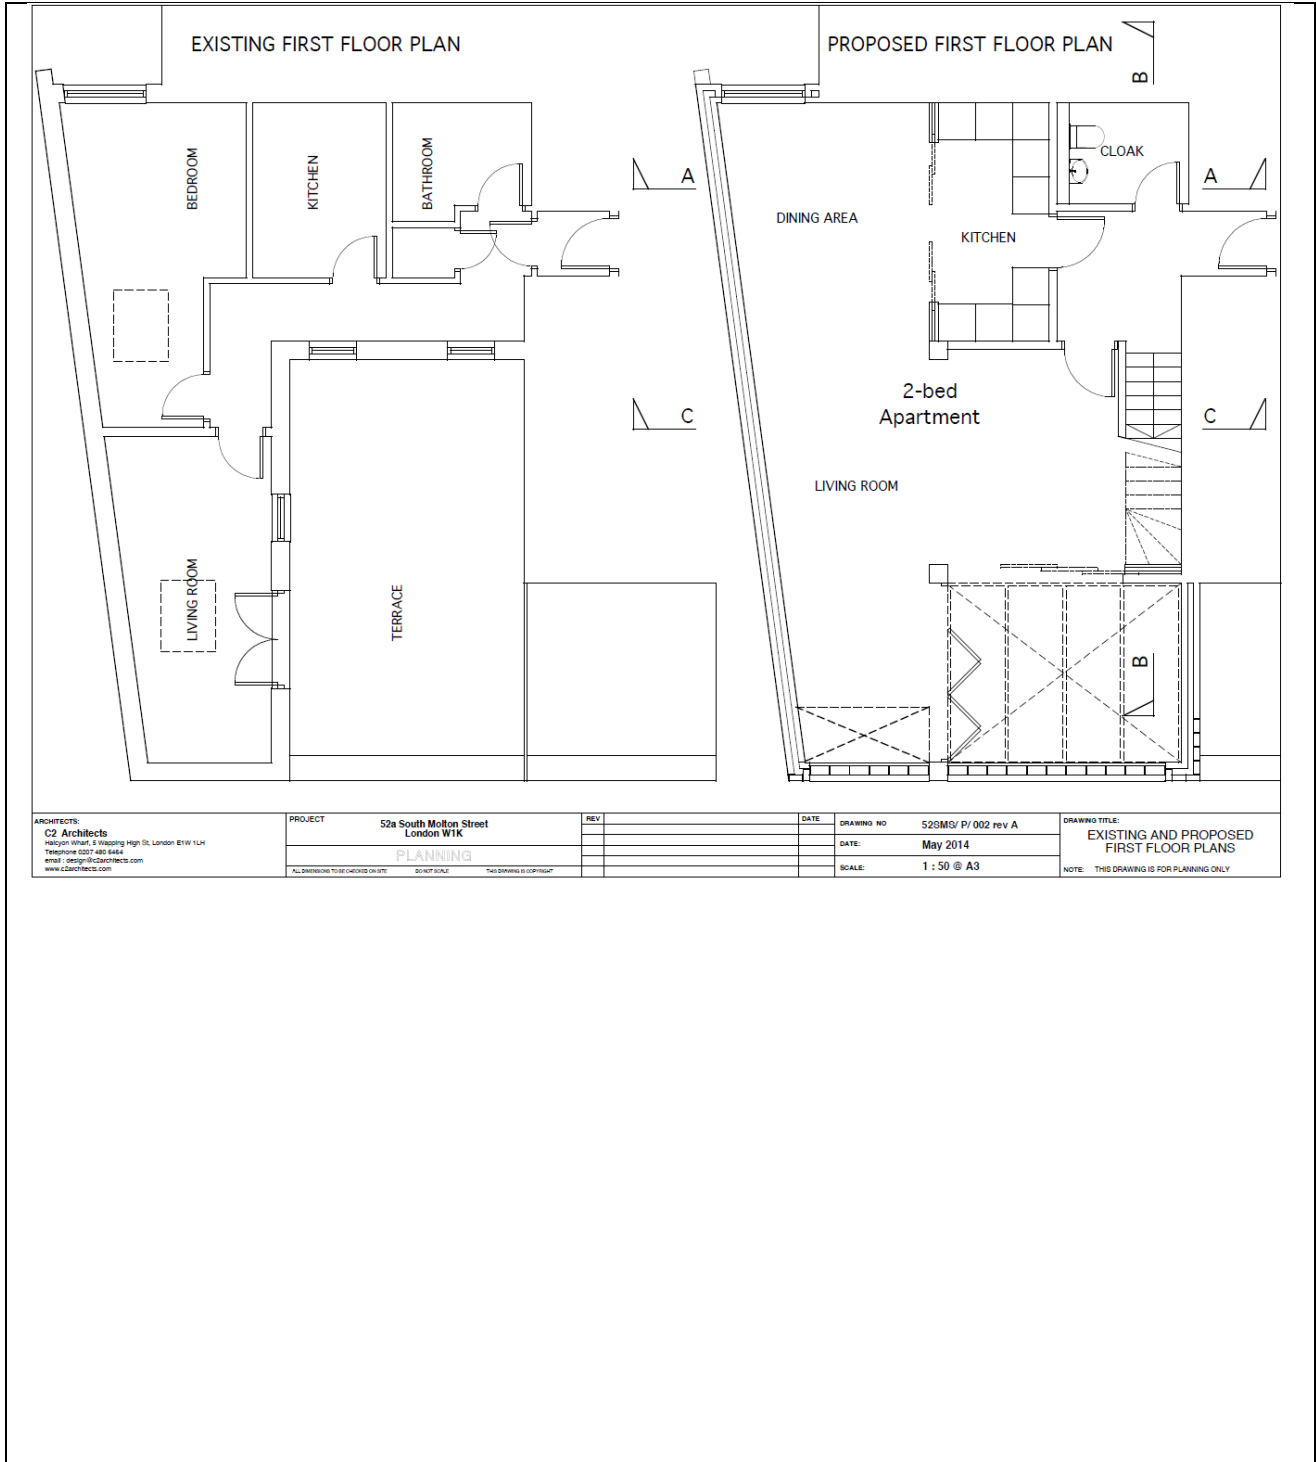 EXISTING FIRST FLOOR PLAN
PROPOSED FIRST FLOOR PLAN
B
BEDROOM
KITCHEN
BATHROOM
A
CLOAK
A
DINING AREA
KITCHEN
2-bed
Apartment
C
C
LIVING ROOM
LIVING ROOM
TERRACE
B
ARCHITECTS:
C2 Architects
Halcyon Wharf, 5 Wapping High St, London E1W 1LH
Telephone 0207 480 6464
email : design@c2architects.com
www.c2architects.com
PROJECT
52a South Molton Street
London W1K
PLANNING
ALL DIMENSIONS TO BE CHECKED ON SITE DO NOT SCALE THIS DRAWING IS COPYRIGHT
REV
DATE
DRAWING NO 52SMS/ P/ 002 rev A
DATE: May 2014
SCALE: 1 : 50 @ A3
DRAWING TITLE:
EXISTING AND PROPOSED
FIRST FLOOR PLANS
NOTE: THIS DRAWING IS FOR PLANNING ONLY